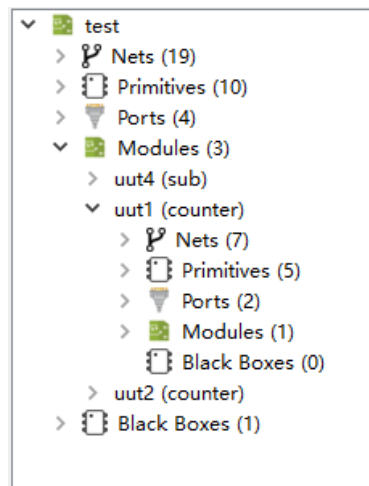 test
Nets (19)
Primitives (10)
Ports (4)
Modules (3)
uut4 (sub)
uut1 (counter)
Nets (7)
Primitives (5)
Ports (2)
Modules (1)
Black Boxes (0)
uut2 (counter)
Black Boxes (1)